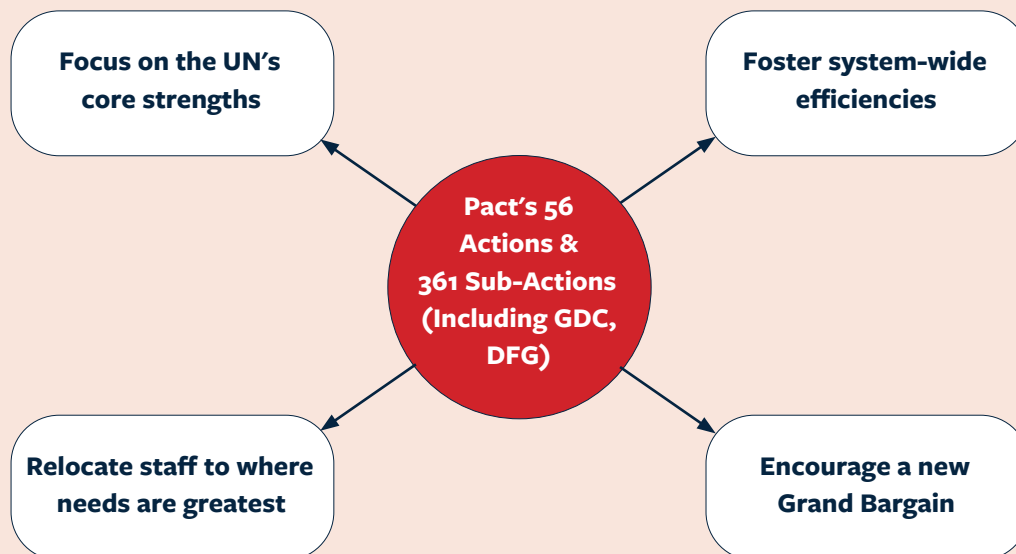 Focus on the UN’s
core strengths
Foster system-wide
efficiencies
Pact’s 56
Actions &
361 Sub-Actions
(Including GDC,
DFG)
Relocate staff to where
needs are greatest
Encourage a new
Grand Bargain